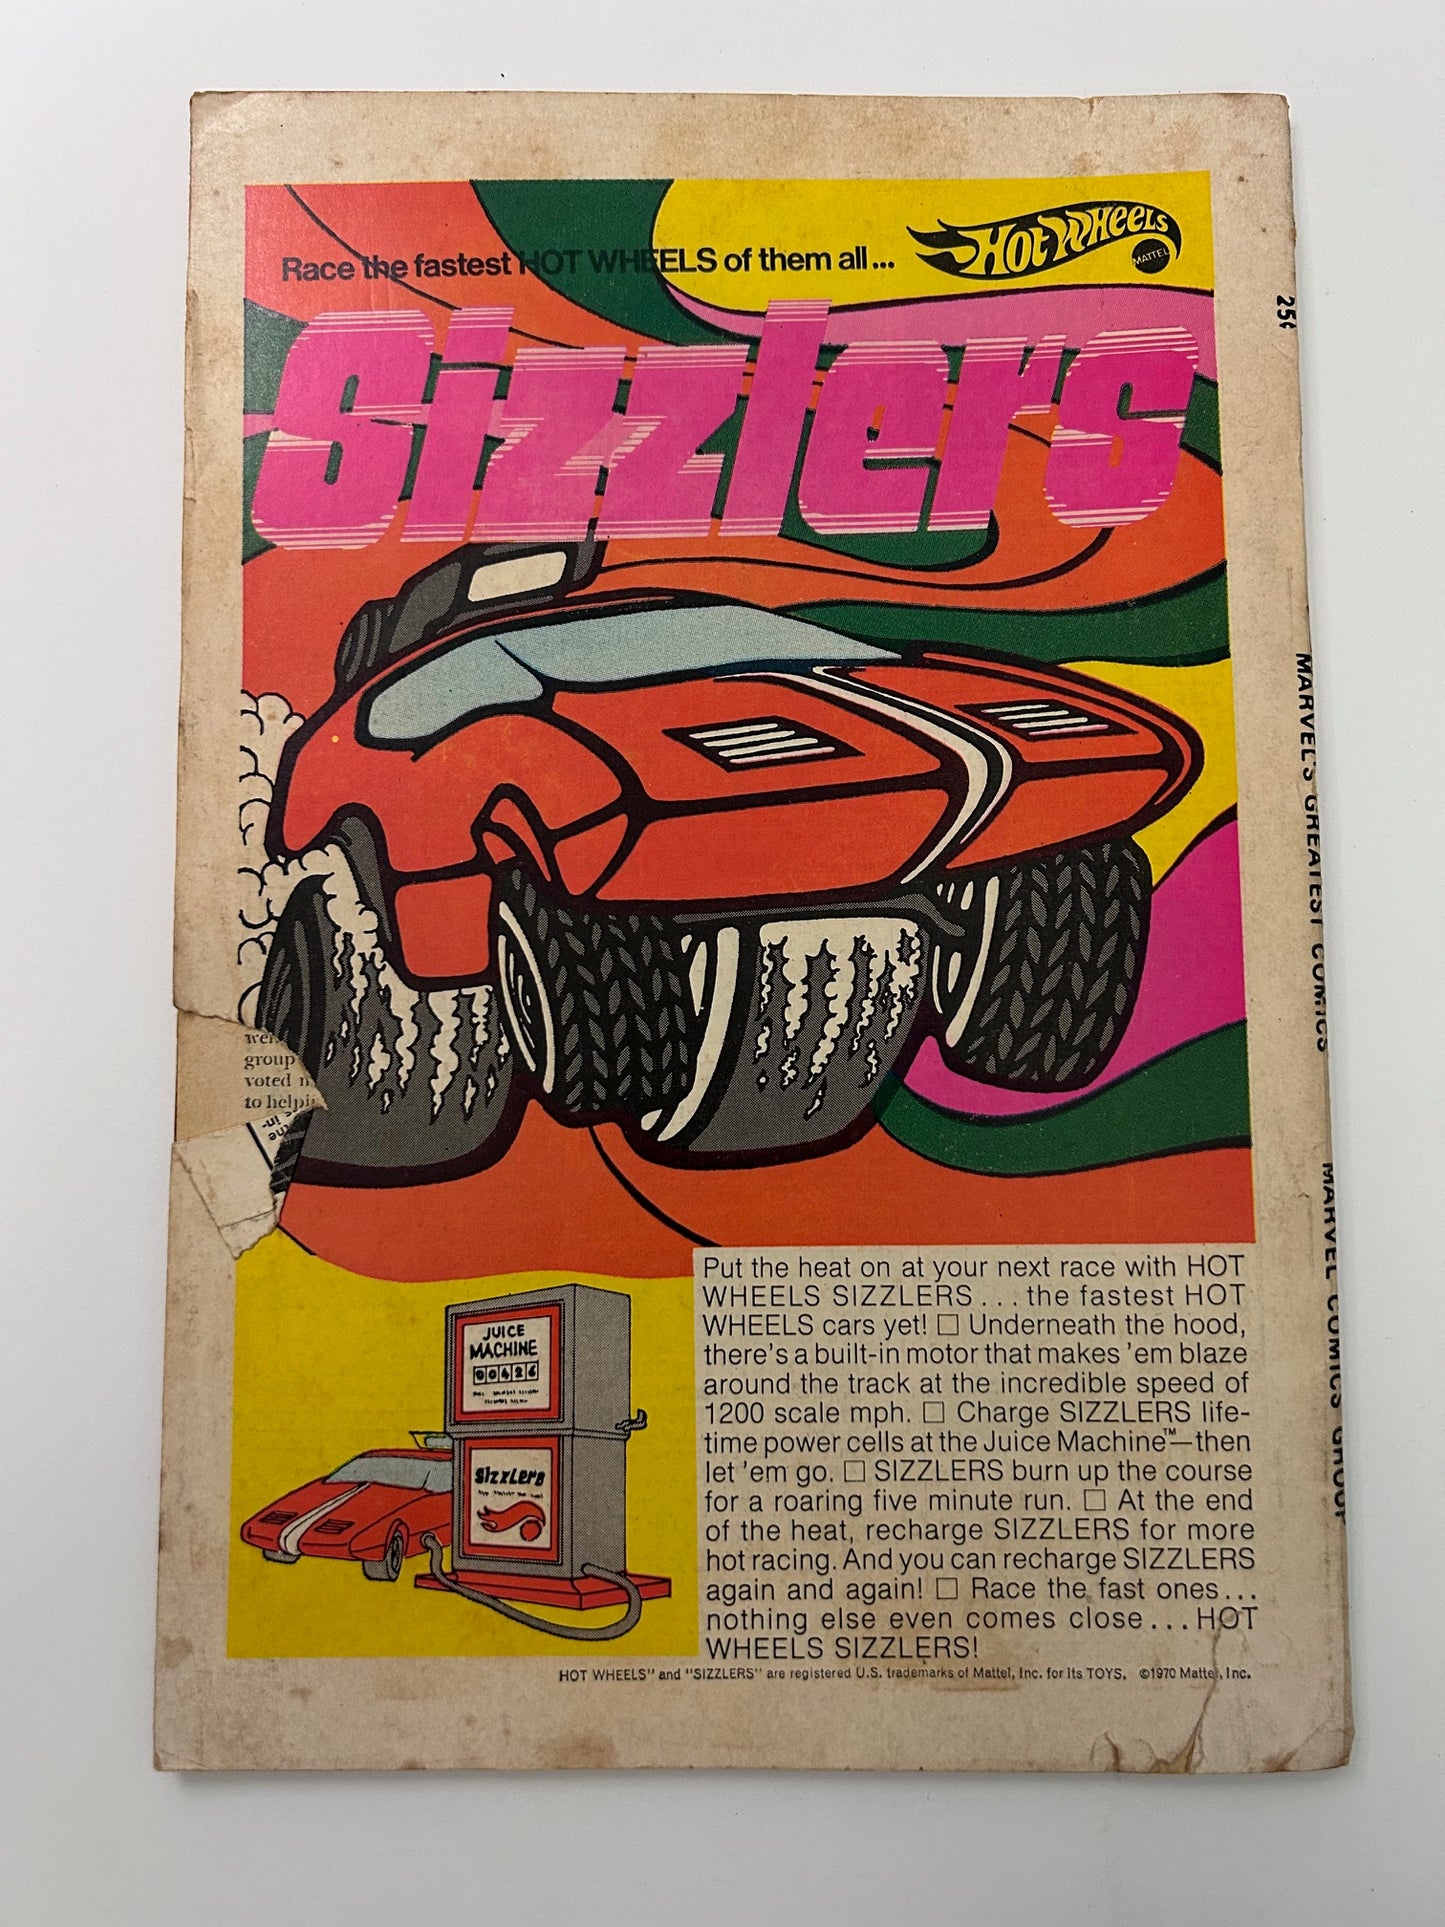 Race the fastest HOT WHEELS of them all...
HOT WHEELS
MATTEL
Sizzlers
25¢
MARVEL'S GREATEST COMICS
MARVEL COMICS GROUP
group
voted
to helpi
the
in-
JUICE
MACHINE
00426
SIZZLERS
Put the heat on at your next race with HOT
WHEELS SIZZLERS...the fastest HOT
WHEELS cars yet! □ Underneath the hood,
there's a built-in motor that makes 'em blaze
around the track at the incredible speed of
1200 scale mph. □ Charge SIZZLERS life-
time power cells at the Juice Machine™—then
let 'em go. □ SIZZLERS burn up the course
for a roaring five minute run. □ At the end
of the heat, recharge SIZZLERS for more
hot racing. And you can recharge SIZZLERS
again and again! □ Race the fast ones...
nothing else even comes close...HOT
WHEELS SIZZLERS!
HOT WHEELS" and "SIZZLERS" are registered U.S. trademarks of Mattel, Inc. for its TOYS. ©1970 Mattel, Inc.